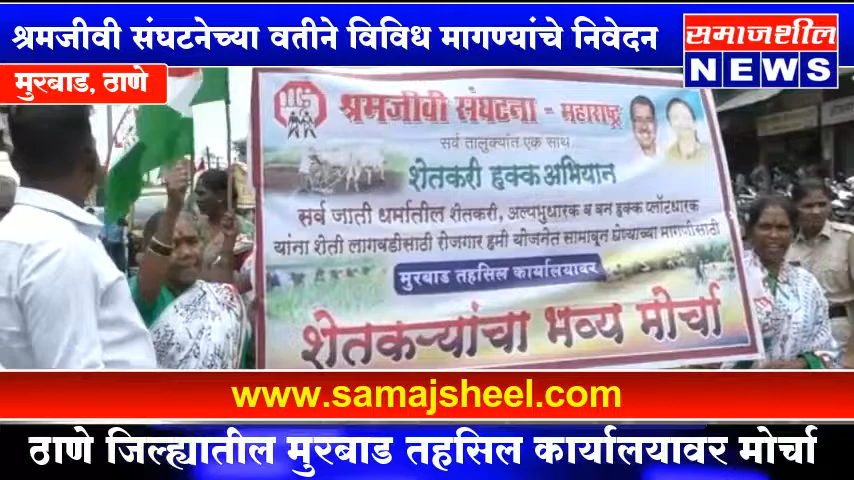 श्रमजीवी संघटनेच्या वतीने विविध मागण्यांचे निवेदन
समाजशील
NEWS
मुरबाड, ठाणे
श्रमजीवी संघटना - महाराष्ट्र
सर्व तालुक्यांत एक साथ
शेतकरी हक्क अभियान
सर्व जाती धर्मातील शेतकरी, अल्पभुधारक व वन हक्क प्लॉटधारक
यांना शेती लागवडीसाठी रोजगार हमी योजनेत सामावून घेण्याच्या मागणीसाठी
मुरबाड तहसिल कार्यालयावर
शेतकऱ्यांचा भव्य मोर्चा
www.samajsheel.com
ठाणे जिल्ह्यातील मुरबाड तहसिल कार्यालयावर मोर्चा